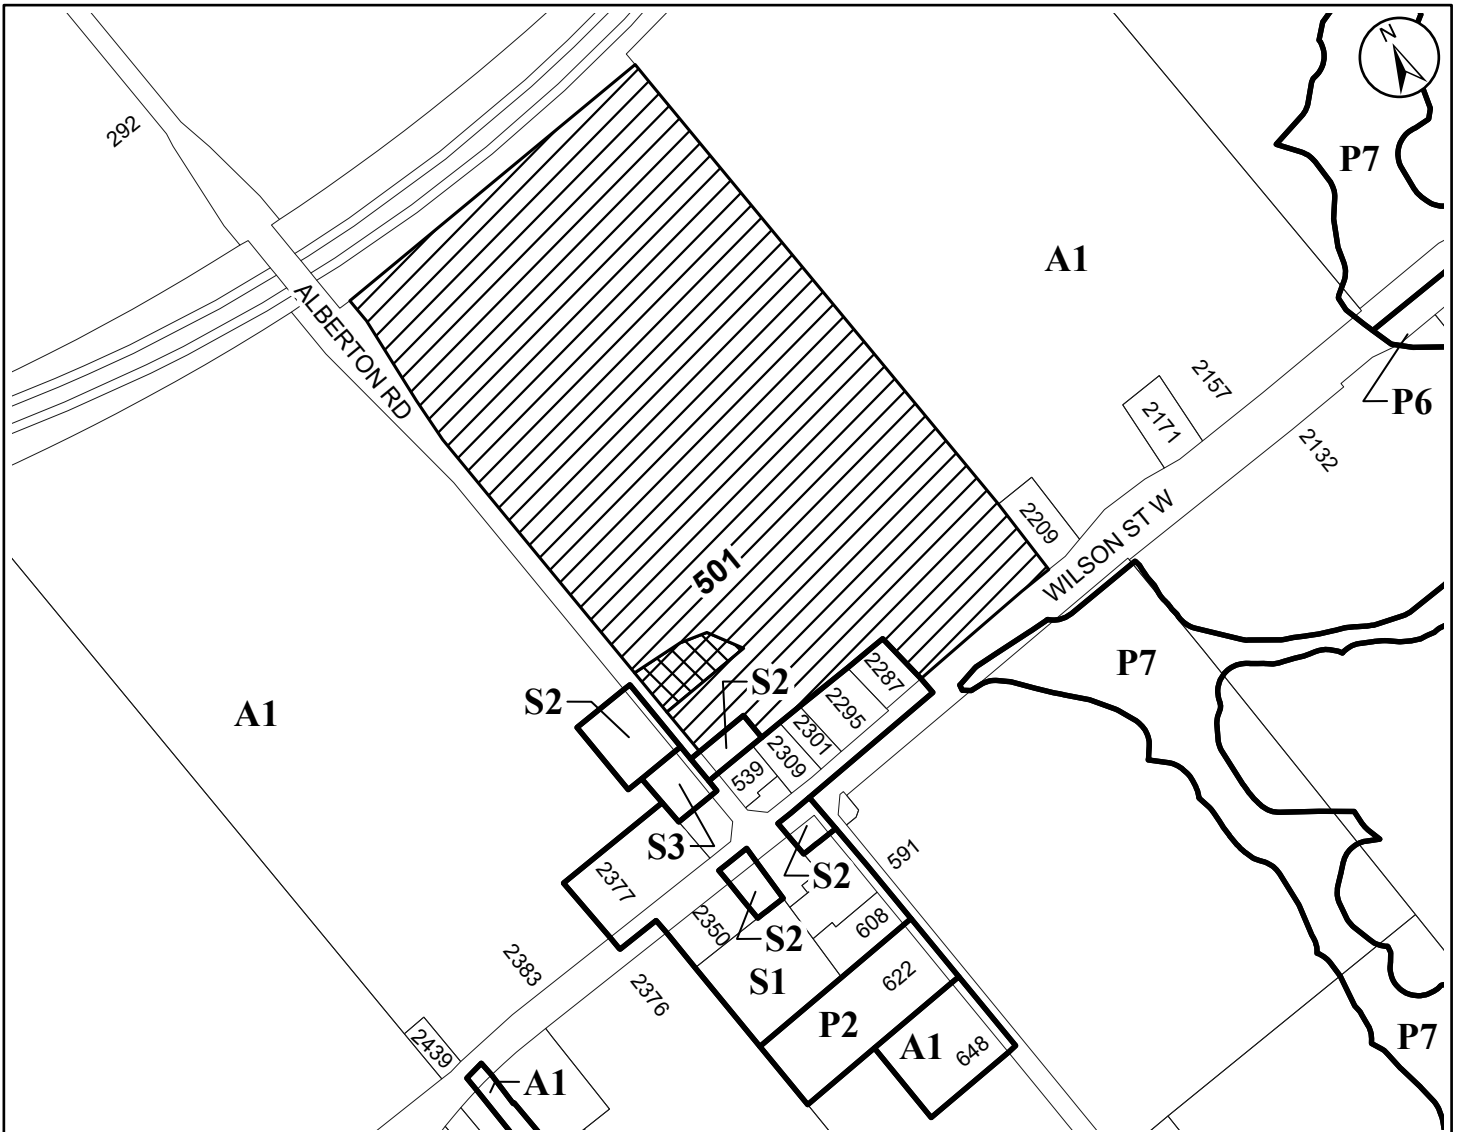 N
292
P7
A1
ALBERTON RD
2157
P6
2171
2132
2209
WILSON ST W
501
P7
2287
S2
S2
A1
2295
2301
2309
539
S3
591
S2
2377
608
2350
S2
2383
622
S1
2376
P2
P7
2439
A1
648
A1